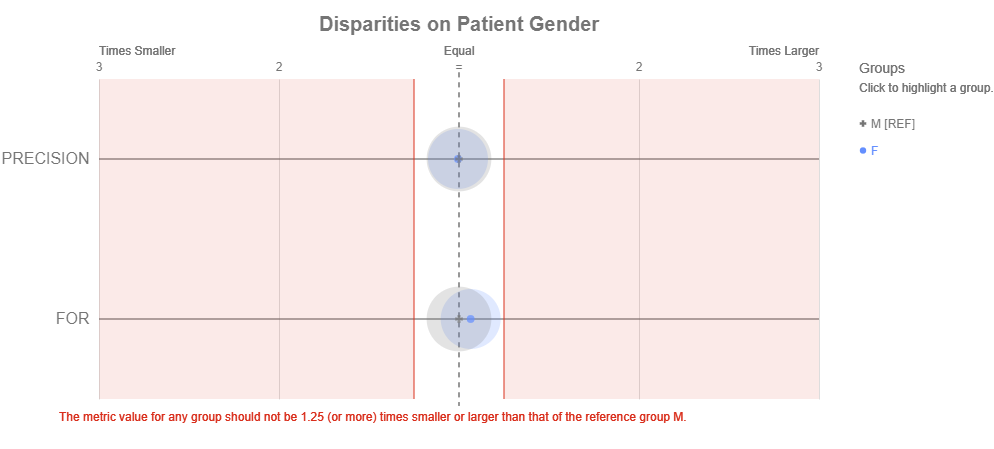 Disparities on Patient Gender
Times Smaller Equal Times Larger
3 2 = 2 3
Groups
Click to highlight a group.
M [REF]
F
PRECISION
FOR
The metric value for any group should not be 1.25 (or more) times smaller or larger than that of the reference group M.